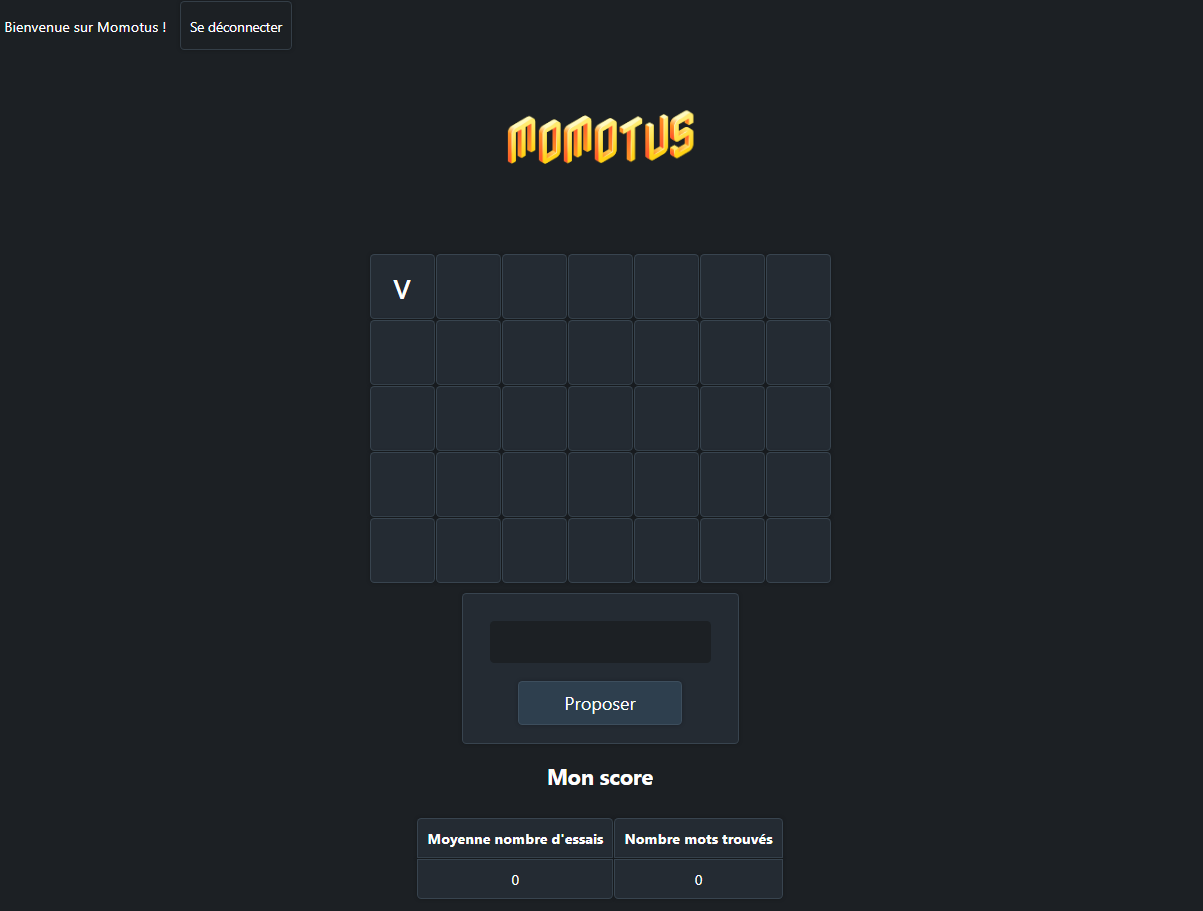 Bienvenue sur Momotus ! Se déconnecter
MOMOTUS
V
Proposer
Mon score
Moyenne nombre d'essais Nombre mots trouvés
0 0